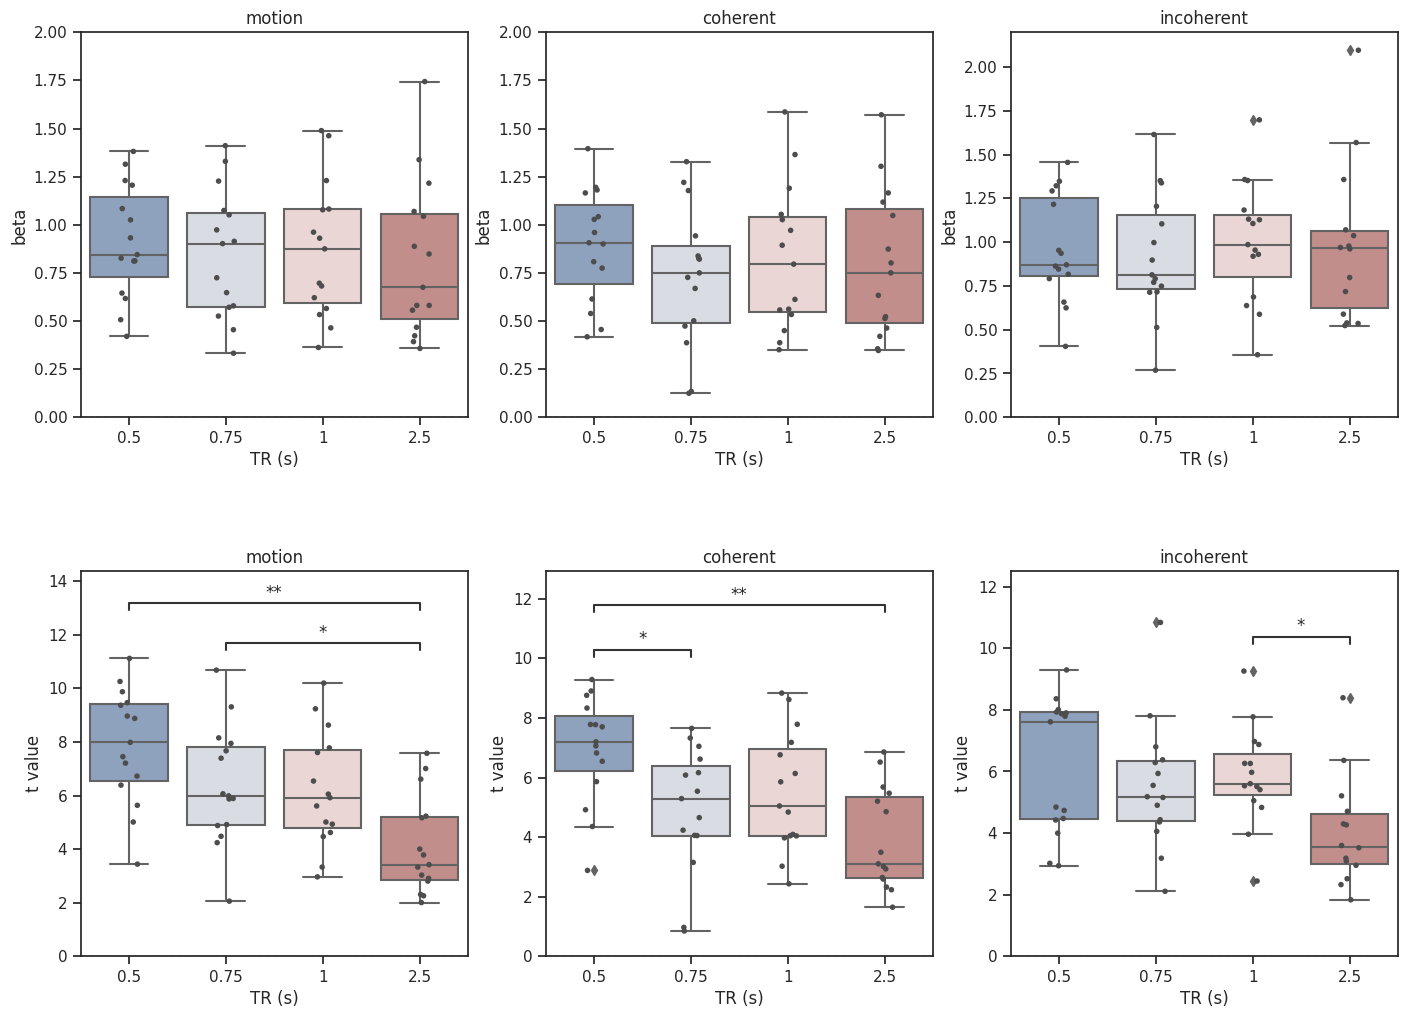 motion
coherent
incoherent
2.00
1.75
1.50
1.25
1.00
0.75
0.50
0.25
0.00
beta
0.5 0.75 1 2.5
TR (s)
2.00
1.75
1.50
1.25
1.00
0.75
0.50
0.25
0.00
beta
0.5 0.75 1 2.5
TR (s)
2.00
1.75
1.50
1.25
1.00
0.75
0.50
0.25
0.00
beta
0.5 0.75 1 2.5
TR (s)
motion
coherent
incoherent
14
12
10
8
6
4
2
0
t value
**
*
0.5 0.75 1 2.5
TR (s)
12
10
8
6
4
2
0
t value
**
*
0.5 0.75 1 2.5
TR (s)
12
10
8
6
4
2
0
t value
*
0.5 0.75 1 2.5
TR (s)